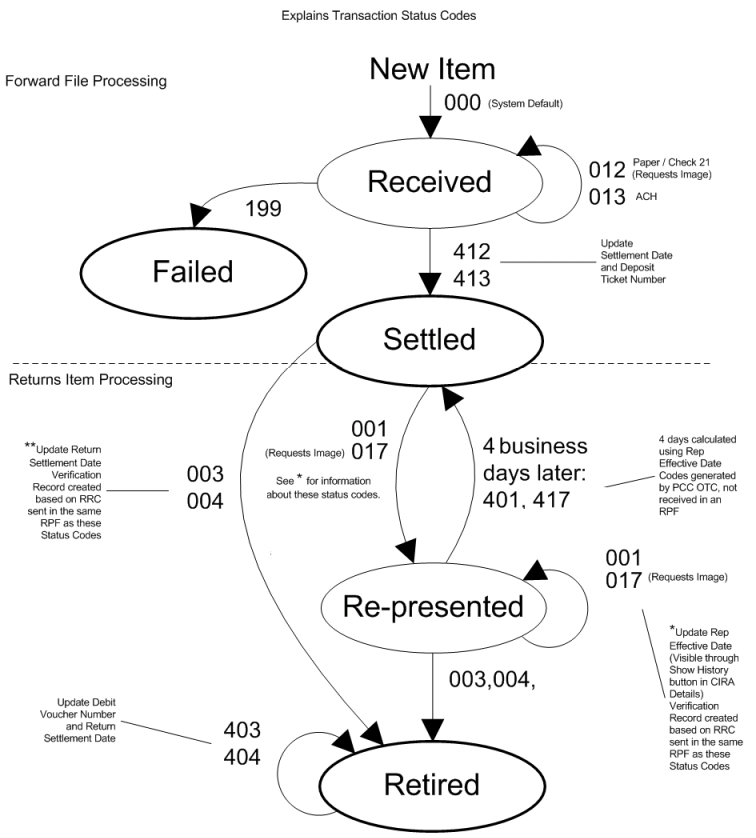 Explains Transaction Status Codes
Forward File Processing
New Item
000 (System Default)
Received
012 Paper / Check 21
(Requests Image)
013 ACH
199
Failed
412
413
Update
Settlement Date
and Deposit
Ticket Number
Settled
Returns Item Processing
**Update Return
Settlement Date
Verification
Record created
based on RRC
sent in the same
RPF as these
Status Codes
003
004
001
(Requests Image) 017
See * for information
about these status codes.
4 business
days later:
401, 417
4 days calculated
using Rep
Effective Date
Codes generated
by PCC OTC, not
received in an
RPF
Re-presented
001
017 (Requests Image)
*Update Rep
Effective Date
(Visible through
Show History
button in CIRA
Details)
Verification
Record created
based on RRC
sent in the same
RPF as these
Status Codes
003,004,
Update Debit
Voucher Number
and Return
Settlement Date
403
404
Retired